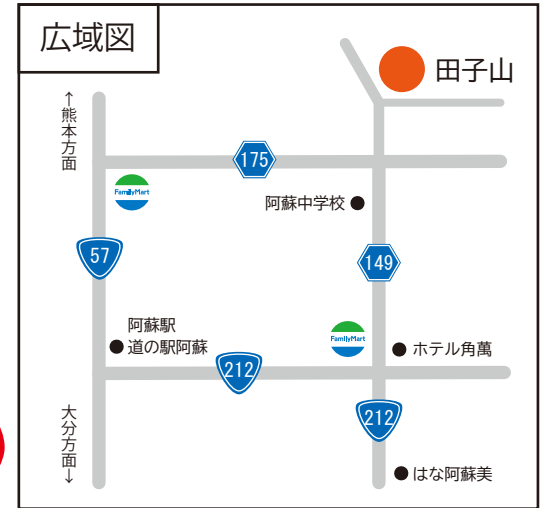 広域図
田子山
↑熊本方面
175
FamilyMart
阿蘇中学校
57
149
阿蘇駅
道の駅阿蘇
FamilyMart
ホテル角萬
212
大分方面↓
212
はな阿蘇美